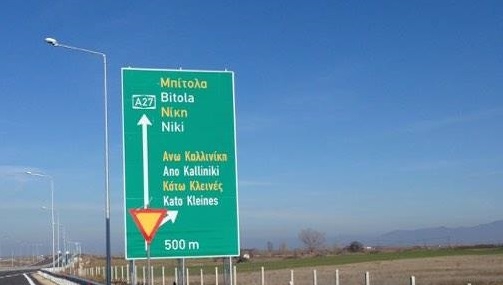 Μπίτολα
A27 Bitola
Νίκη
Niki
Ανω Καλλινίκη
Ano Kalliniki
Κάτω Κλεινές
Kato Kleines
500 m